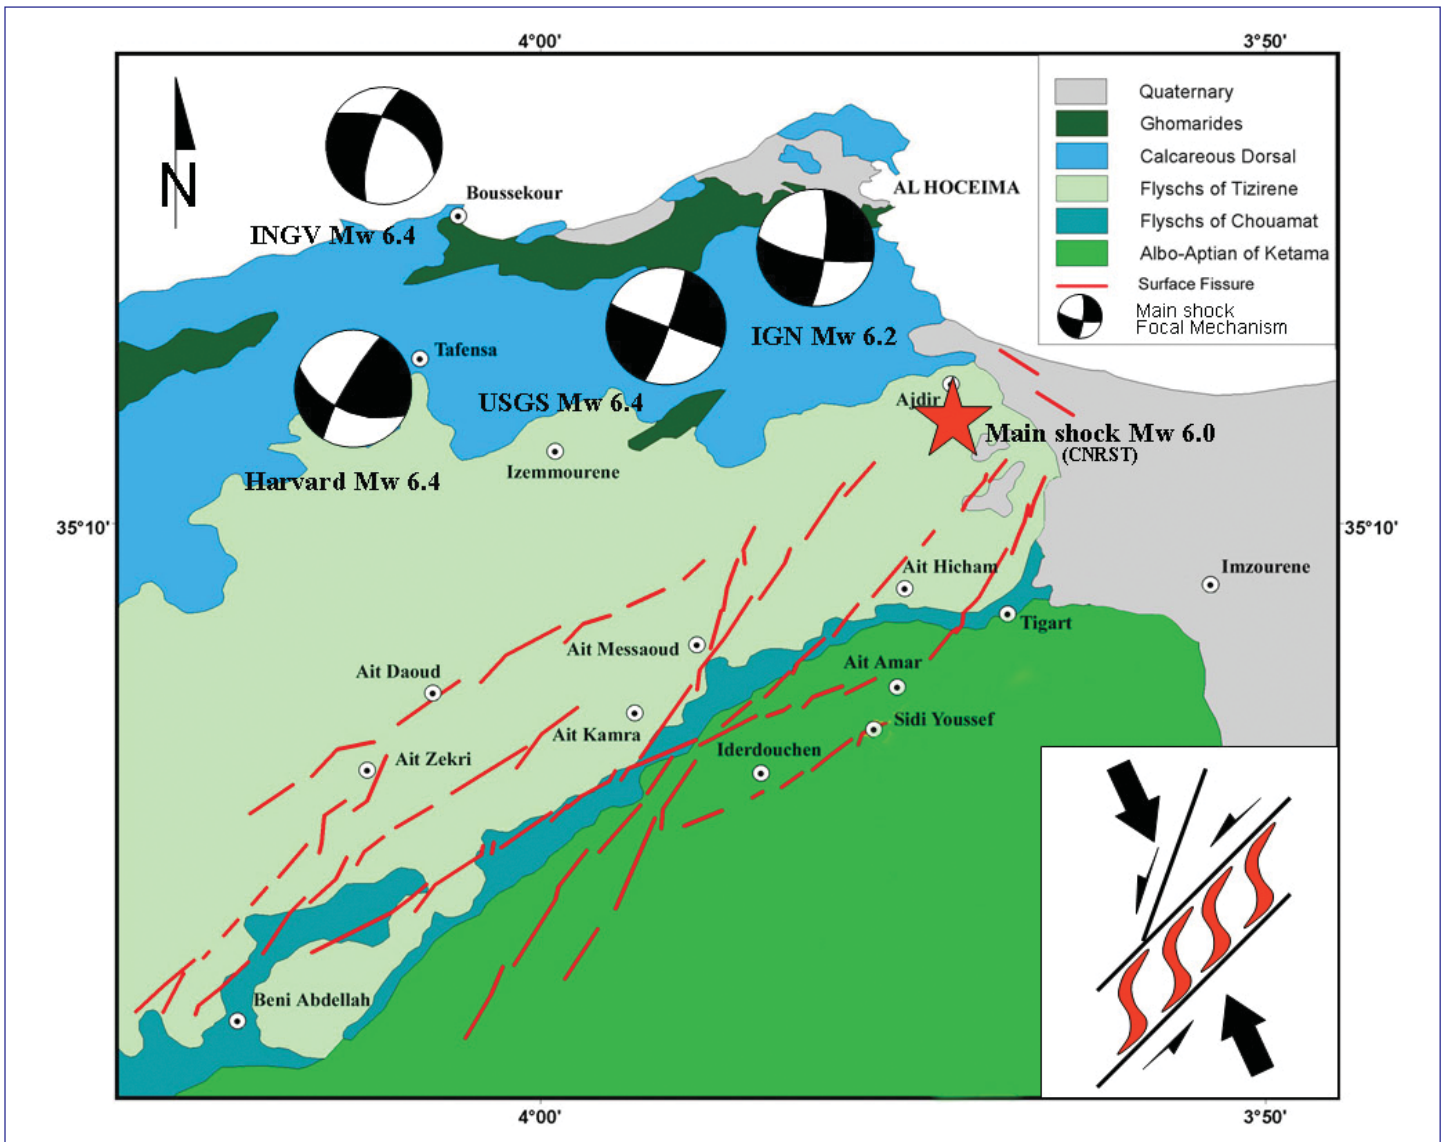 4°00'
3°50'
Quaternary
Ghomarides
Calcareous Dorsal
Flyschs of Tizirene
Flyschs of Chouamat
Albo-Aptian of Ketama
Surface Fissure
Main shock
Focal Mechanism
N
Boussekour
AL HOCEIMA
INGV Mw 6.4
IGN Mw 6.2
Tafensa
USGS Mw 6.4
Ajdir
Main shock Mw 6.0
(CNRST)
Izemmourene
Harvard Mw 6.4
35°10'
35°10'
Ait Hicham
Imzourene
Tigart
Ait Messaoud
Ait Amar
Ait Daoud
Sidi Youssef
Ait Kamra
Iderdouchen
Ait Zekri
Beni Abdellah
4°00'
3°50'